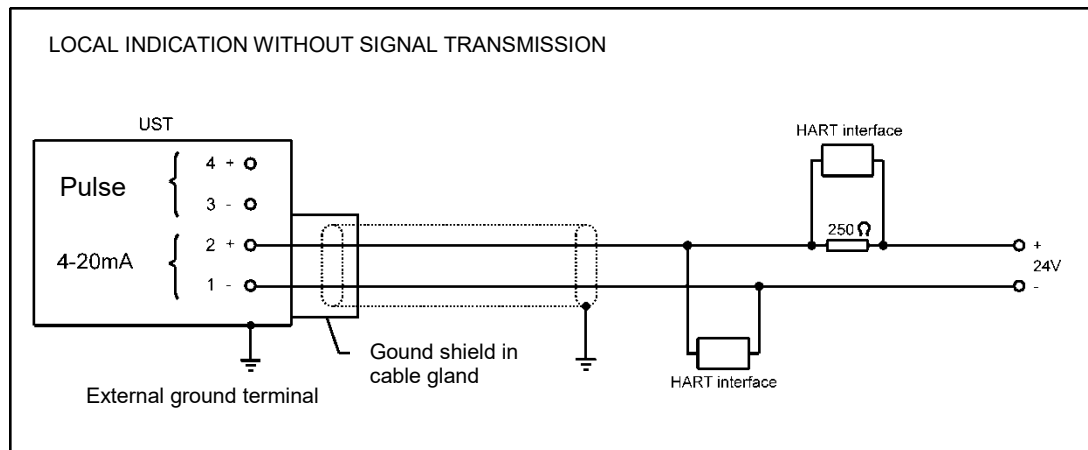 LOCAL INDICATION WITHOUT SIGNAL TRANSMISSION
UST
HART interface
Pulse
4 +
3 -
250 Ω
4-20mA
2 +
1 -
+
24V
-
Gound shield in
cable gland
External ground terminal
HART interface